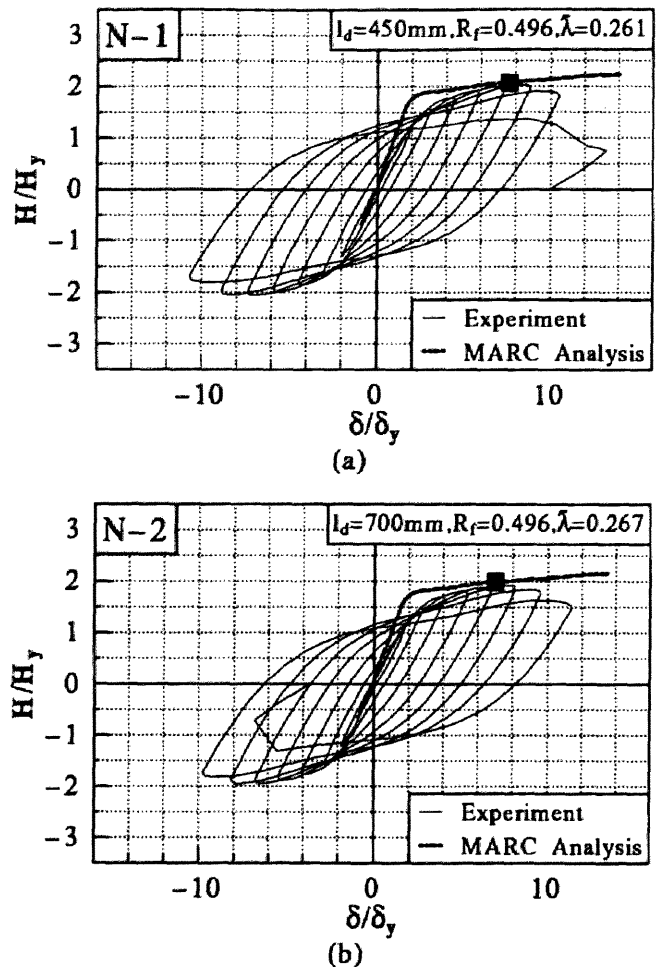 N-1
l_d=450mm,R_f=0.496,λ̄=0.261
3
2
1
0
-1
-2
-3
H/H_y
Experiment
MARC Analysis
-10
0
10
δ/δ_y
(a)
N-2
l_d=700mm,R_f=0.496,λ̄=0.267
3
2
1
0
-1
-2
-3
H/H_y
Experiment
MARC Analysis
-10
0
10
δ/δ_y
(b)